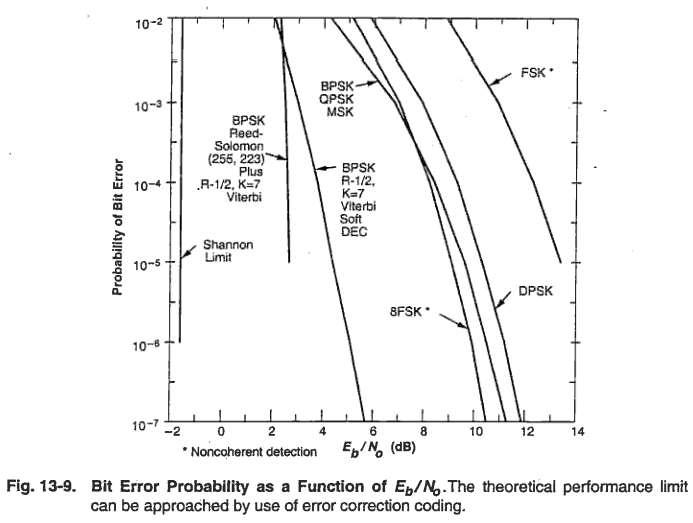 10-2
10-3
10-4
10-5
10-6
10-7
Probability of Bit Error
BPSK
Reed-
Solomon
(255, 223)
Plus
R-1/2, K=7
Viterbi
Shannon
Limit
BPSK
QPSK
MSK
BPSK
R-1/2,
K=7
Viterbi
Soft
DEC
FSK *
8FSK *
DPSK
-2 0 2 4 6 8 10 12 14
* Noncoherent detection
Eb/No (dB)
Fig. 13-9. Bit Error Probability as a Function of Eb/No.The theoretical performance limit
can be approached by use of error correction coding.